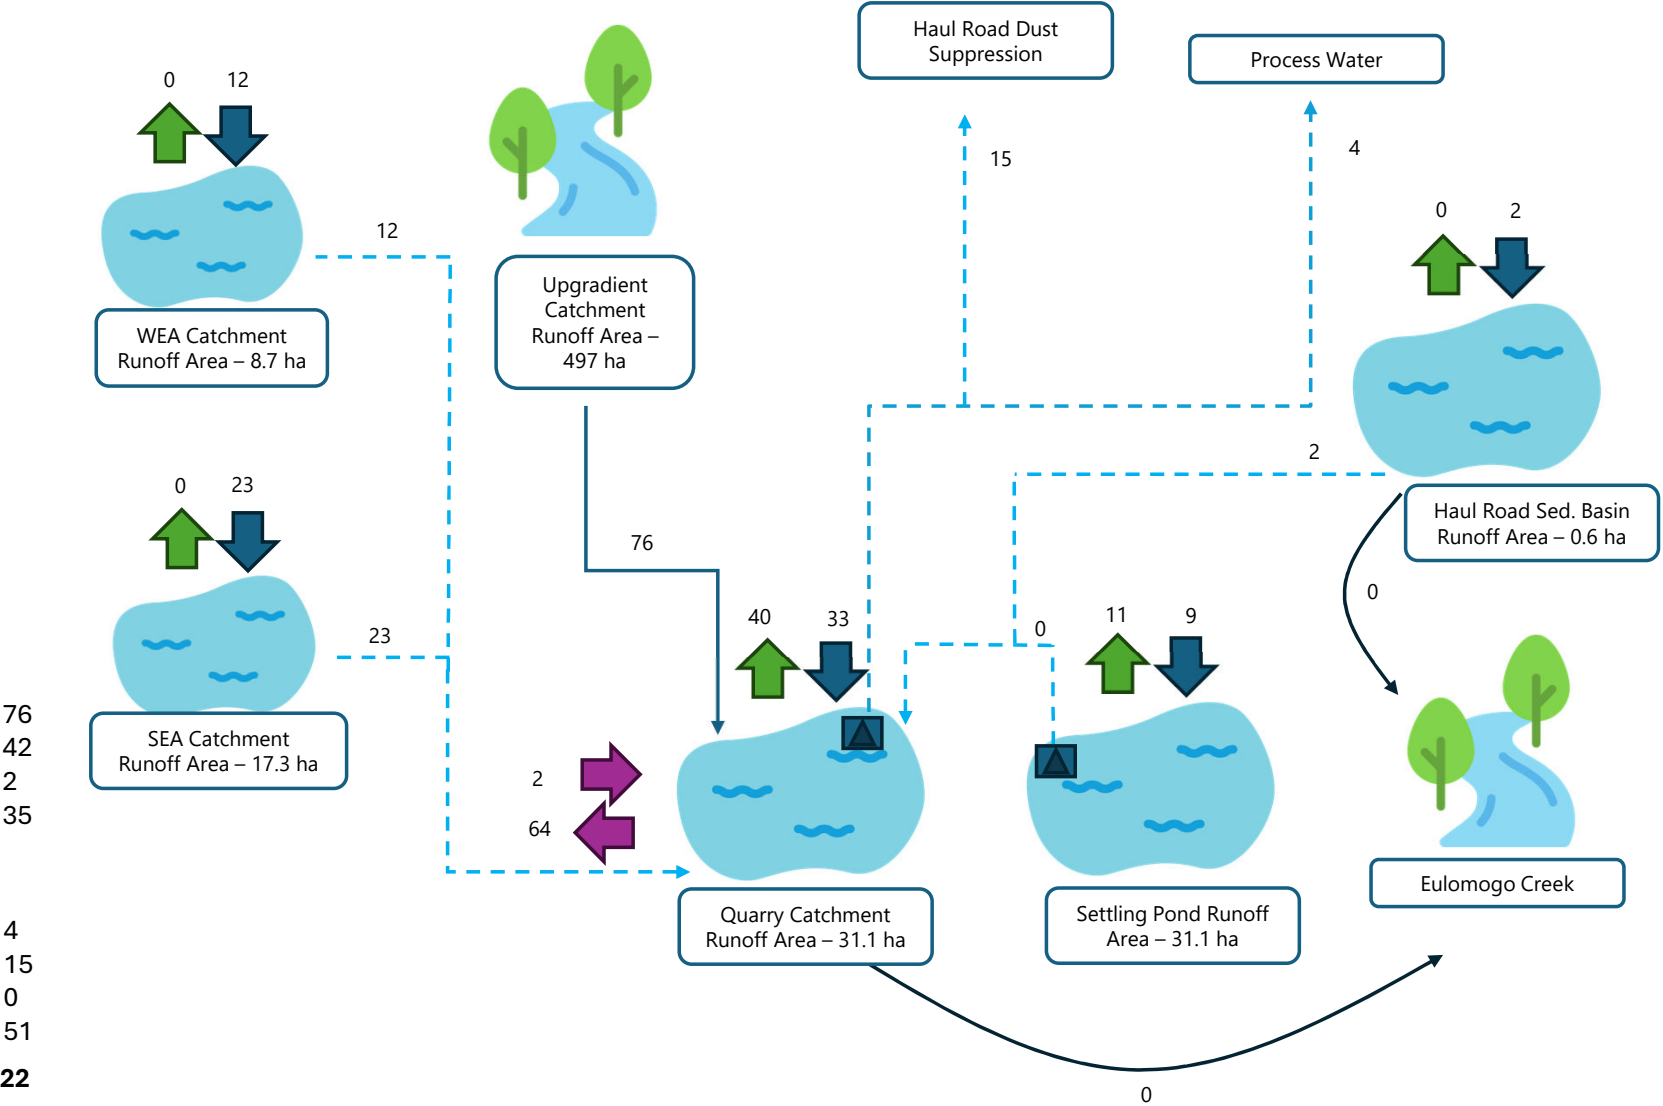 Haul Road Dust
Suppression
Process Water
0
12
15
4
0
2
12
Upgradient
Catchment
Runoff Area –
497 ha
WEA Catchment
Runoff Area – 8.7 ha
2
0
23
Haul Road Sed. Basin
Runoff Area – 0.6 ha
76
0
40
33
0
11
9
23
76
42
2
35
SEA Catchment
Runoff Area – 17.3 ha
2
64
Eulomogo Creek
Quarry Catchment
Runoff Area – 31.1 ha
Settling Pond Runoff
Area – 31.1 ha
4
15
0
51
22
0